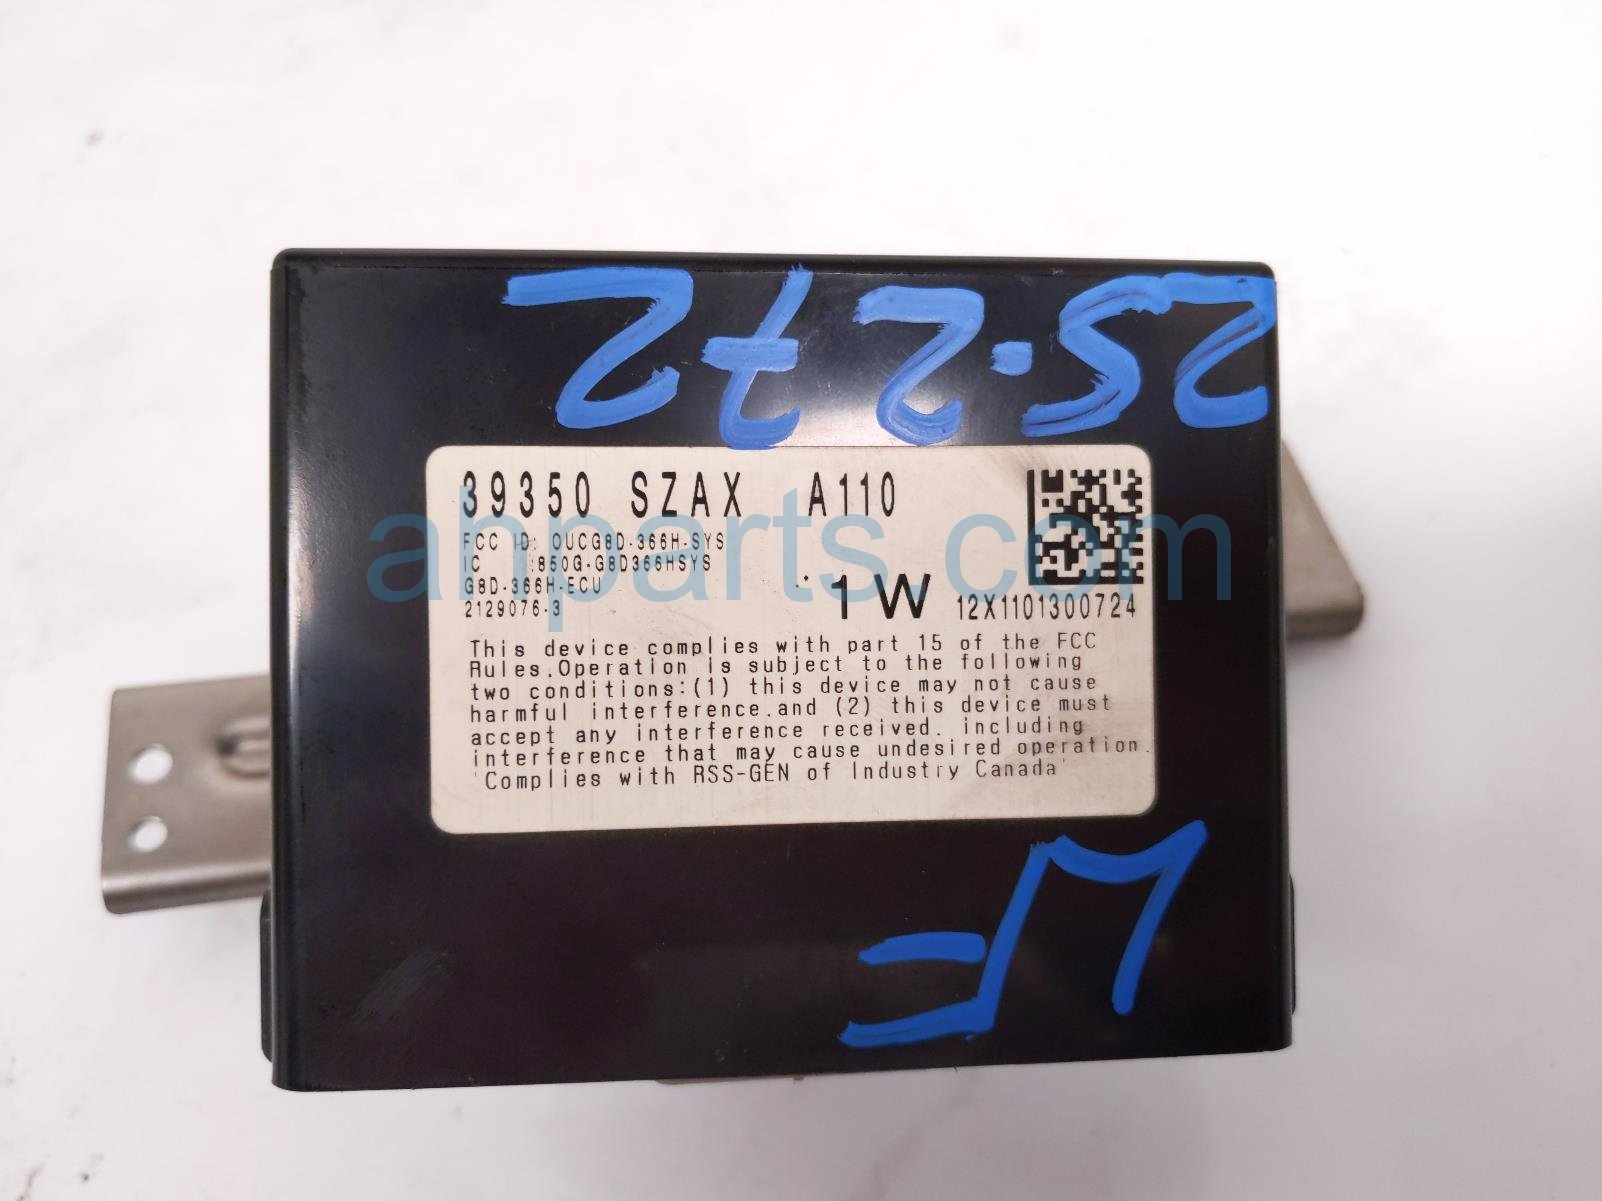 25.272
39350 SZAX A110
FCC ID: OUCG8D-366H-SYS
IC :850G-G8D366HSYS
G8D-366H-ECU
2129076-3
1W
12X1101300724
This device complies with part 15 of the FCC
Rules.Operation is subject to the following
two conditions:(1) this device may not cause
harmful interference.and (2) this device must
accept any interference received. including
interference that may cause undesired operation.
'Complies with RSS-GEN of Industry Canada'
ahparts.com